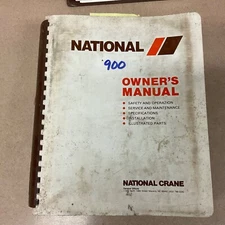 NATIONAL
900
OWNER'S
MANUAL
SAFETY AND OPERATION
SERVICE AND MAINTENANCE
SPECIFICATIONS
INSTALLATION
ILLUSTRATED PARTS
NATIONAL CRANE